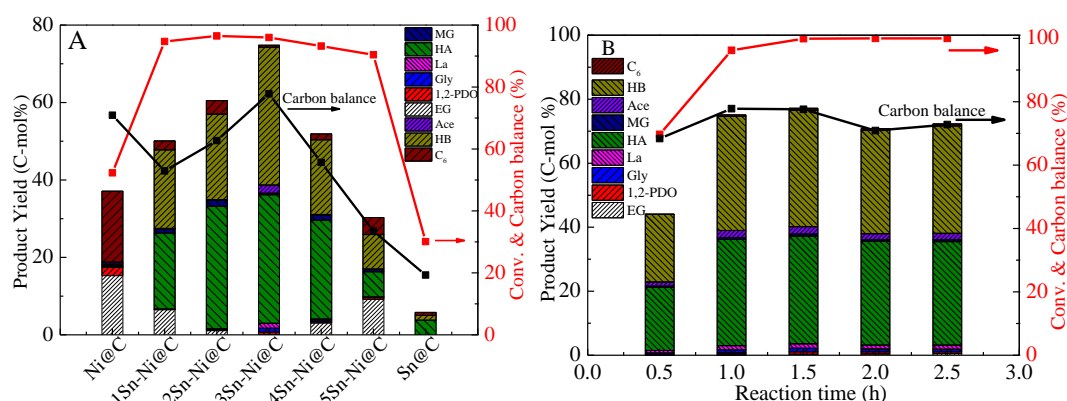 A
Product Yield (C-mol%)
80
60
40
20
0
MG
HA
La
Gly
1,2-PDO
EG
Ace
HB
C₆
Carbon balance
Conv. & Carbon balance (%)
100
80
60
40
20
0
Ni@C
1Sn-Ni@C
2Sn-Ni@C
3Sn-Ni@C
4Sn-Ni@C
5Sn-Ni@C
Sn@C
B
Product Yield (C-mol %)
100
80
60
40
20
0
C₆
HB
Ace
MG
HA
La
Gly
1,2-PDO
EG
Carbon balance
Conv. & Carbon balance (%)
100
80
60
40
20
0
0.0
0.5
1.0
1.5
2.0
2.5
3.0
Reaction time (h)